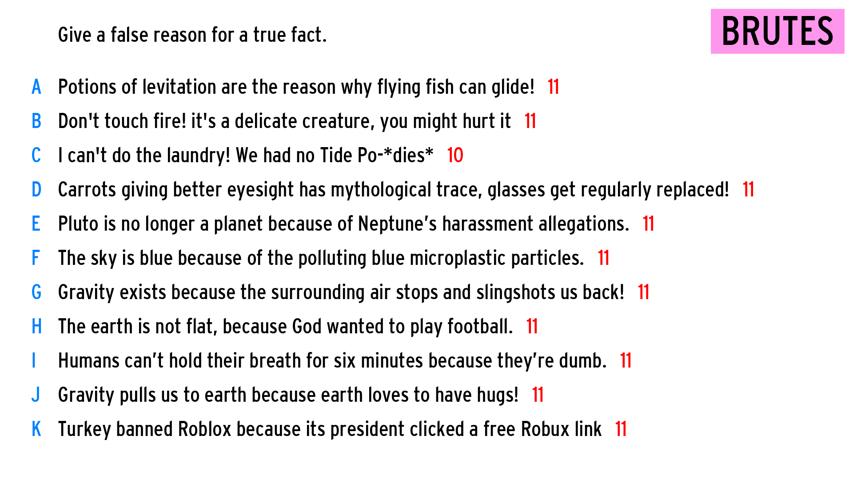 Give a false reason for a true fact.
BRUTES
A Potions of levitation are the reason why flying fish can glide! 11
B Don't touch fire! it's a delicate creature, you might hurt it 11
C I can't do the laundry! We had no Tide Po-*dies* 10
D Carrots giving better eyesight has mythological trace, glasses get regularly replaced! 11
E Pluto is no longer a planet because of Neptune’s harassment allegations. 11
F The sky is blue because of the polluting blue microplastic particles. 11
G Gravity exists because the surrounding air stops and slingshots us back! 11
H The earth is not flat, because God wanted to play football. 11
I Humans can’t hold their breath for six minutes because they’re dumb. 11
J Gravity pulls us to earth because earth loves to have hugs! 11
K Turkey banned Roblox because its president clicked a free Robux link 11